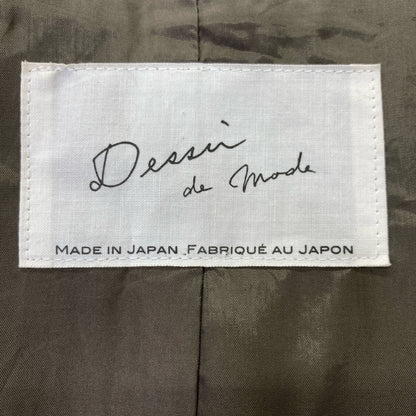 Dessin
de Mode
MADE IN JAPAN FABRIQUÉ AU JAPON